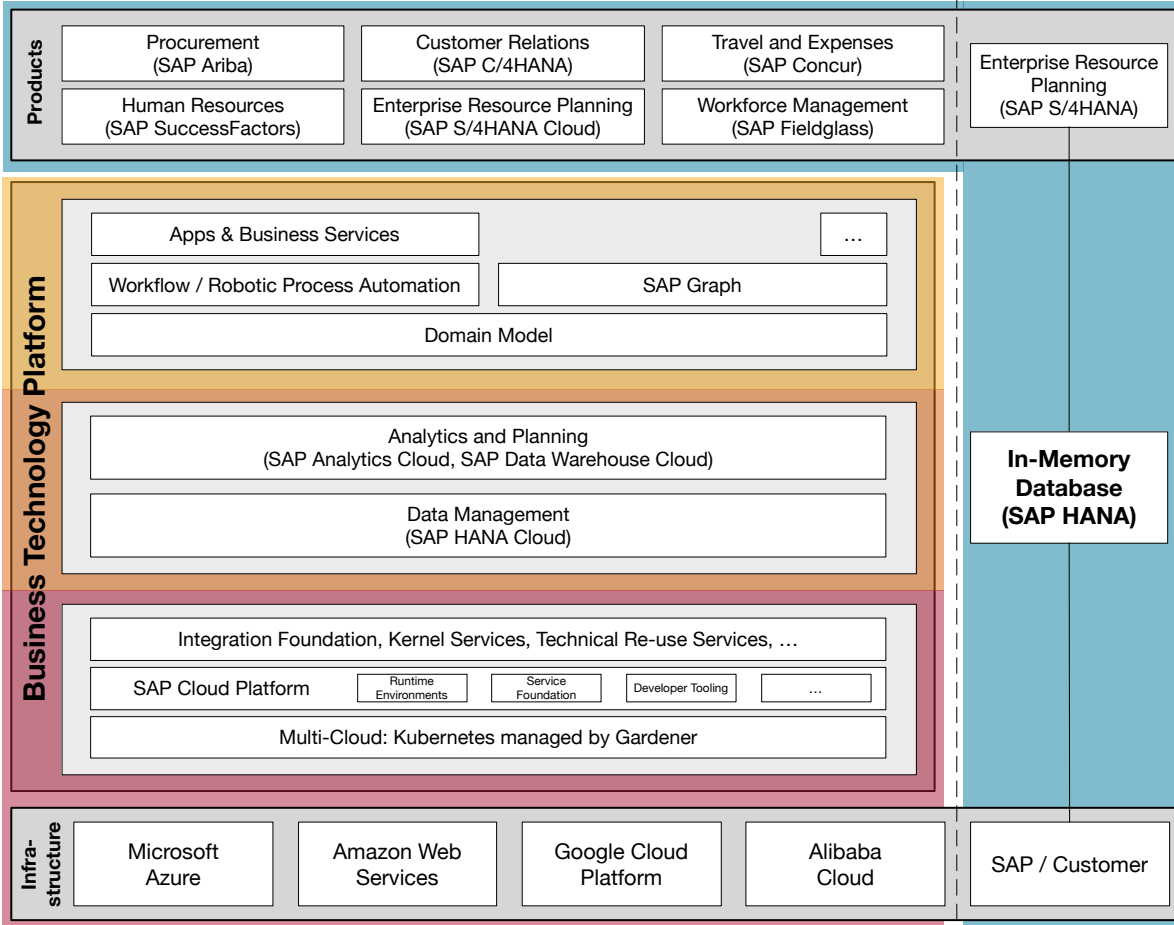 Products
Procurement
(SAP Ariba)
Customer Relations
(SAP C/4HANA)
Travel and Expenses
(SAP Concur)
Enterprise Resource
Planning
(SAP S/4HANA)
Human Resources
(SAP SuccessFactors)
Enterprise Resource Planning
(SAP S/4HANA Cloud)
Workforce Management
(SAP Fieldglass)
Business Technology Platform
Apps & Business Services
…
Workflow / Robotic Process Automation
SAP Graph
Domain Model
Analytics and Planning
(SAP Analytics Cloud, SAP Data Warehouse Cloud)
Data Management
(SAP HANA Cloud)
In-Memory
Database
(SAP HANA)
Integration Foundation, Kernel Services, Technical Re-use Services, …
SAP Cloud Platform
Runtime
Environments
Service
Foundation
Developer Tooling
…
Multi-Cloud: Kubernetes managed by Gardener
Infra-
structure
Microsoft
Azure
Amazon Web
Services
Google Cloud
Platform
Alibaba
Cloud
SAP / Customer